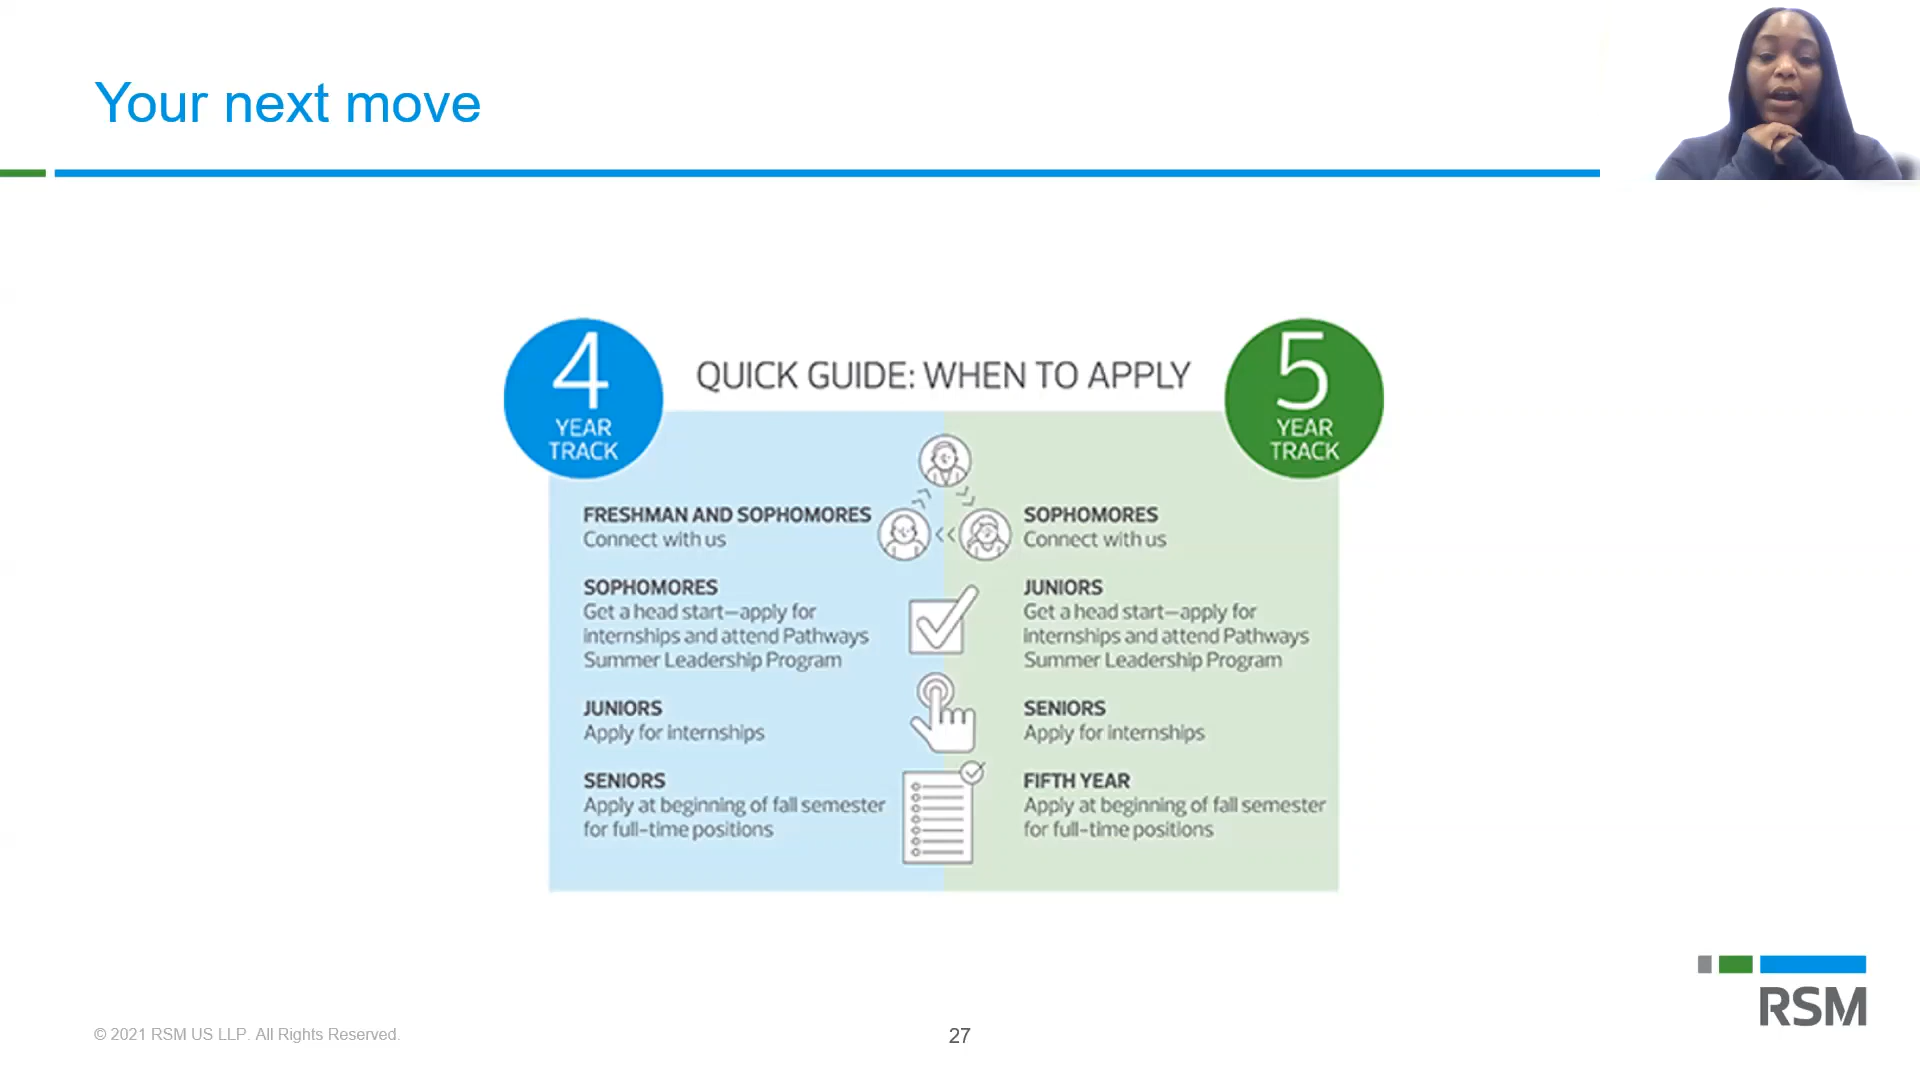 Your next move
4
YEAR
TRACK
QUICK GUIDE: WHEN TO APPLY
5
YEAR
TRACK
FRESHMAN AND SOPHOMORES
Connect with us
SOPHOMORES
Get a head start—apply for
internships and attend Pathways
Summer Leadership Program
JUNIORS
Apply for internships
SENIORS
Apply at beginning of fall semester
for full-time positions
SOPHOMORES
Connect with us
JUNIORS
Get a head start—apply for
internships and attend Pathways
Summer Leadership Program
SENIORS
Apply for internships
FIFTH YEAR
Apply at beginning of fall semester
for full-time positions
RSM
© 2021 RSM US LLP. All Rights Reserved.
27